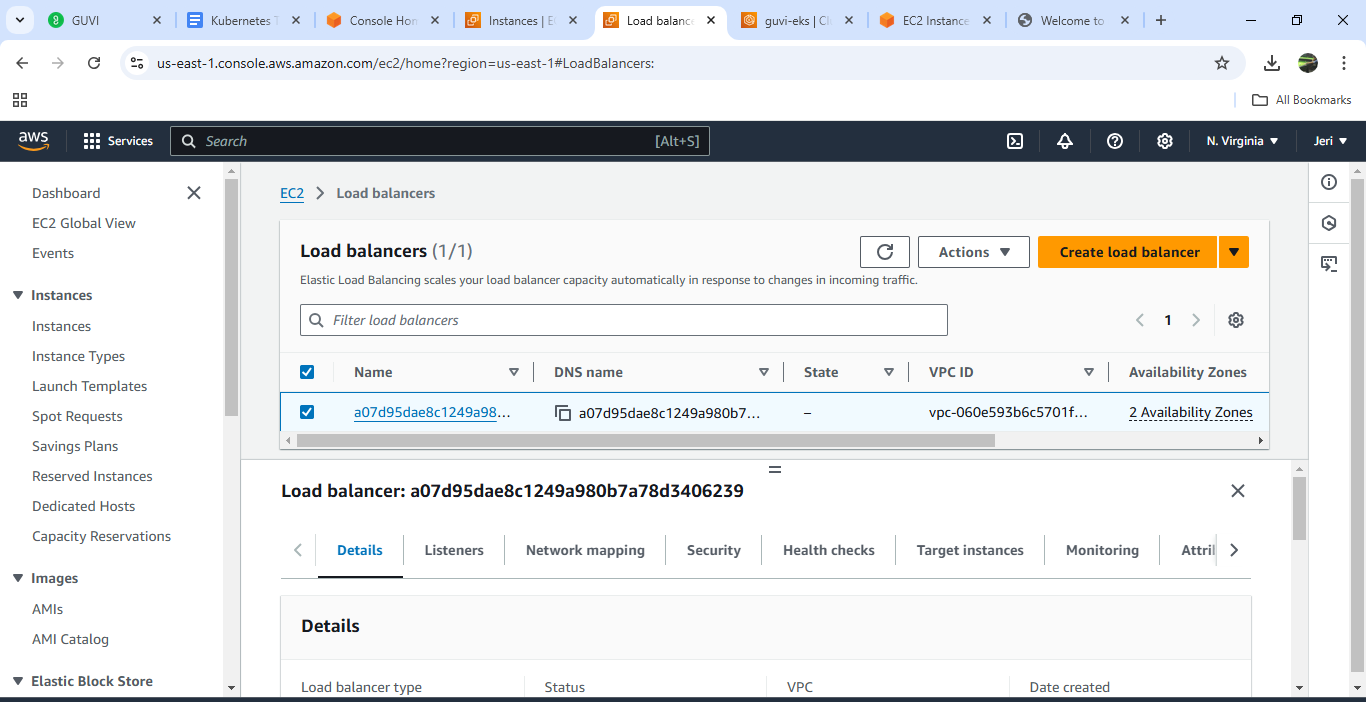 GUVI
Kubernetes T
Console Hon
Instances | E
Load balance
guvi-eks | Cl
EC2 Instance
Welcome to
us-east-1.console.aws.amazon.com/ec2/home?region=us-east-1#LoadBalancers:
All Bookmarks
aws
Services
Search
[Alt+S]
N. Virginia
Jeri
Dashboard
EC2 Global View
Events
Instances
Instances
Instance Types
Launch Templates
Spot Requests
Savings Plans
Reserved Instances
Dedicated Hosts
Capacity Reservations
Images
AMIs
AMI Catalog
Elastic Block Store
EC2 > Load balancers
Load balancers (1/1)
Actions
Create load balancer
Elastic Load Balancing scales your load balancer capacity automatically in response to changes in incoming traffic.
Filter load balancers
1
Name DNS name State VPC ID Availability Zones
a07d95dae8c1249a98... a07d95dae8c1249a980b7... – vpc-060e593b6c5701f... 2 Availability Zones
Load balancer: a07d95dae8c1249a980b7a78d3406239
Details Listeners Network mapping Security Health checks Target instances Monitoring Attri
Details
Load balancer type Status VPC Date created